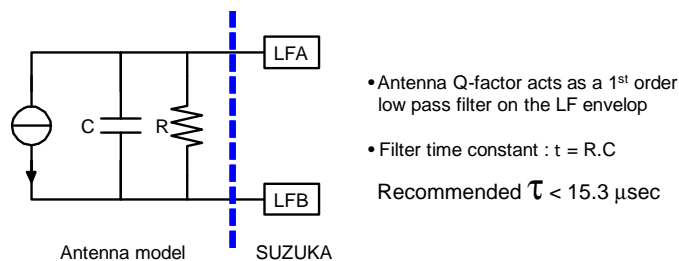 LFA
C
R
LFB
Antenna model
SUZUKA
• Antenna Q-factor acts as a 1st order
low pass filter on the LF envelop
• Filter time constant : t = R.C
Recommended τ < 15.3 μsec